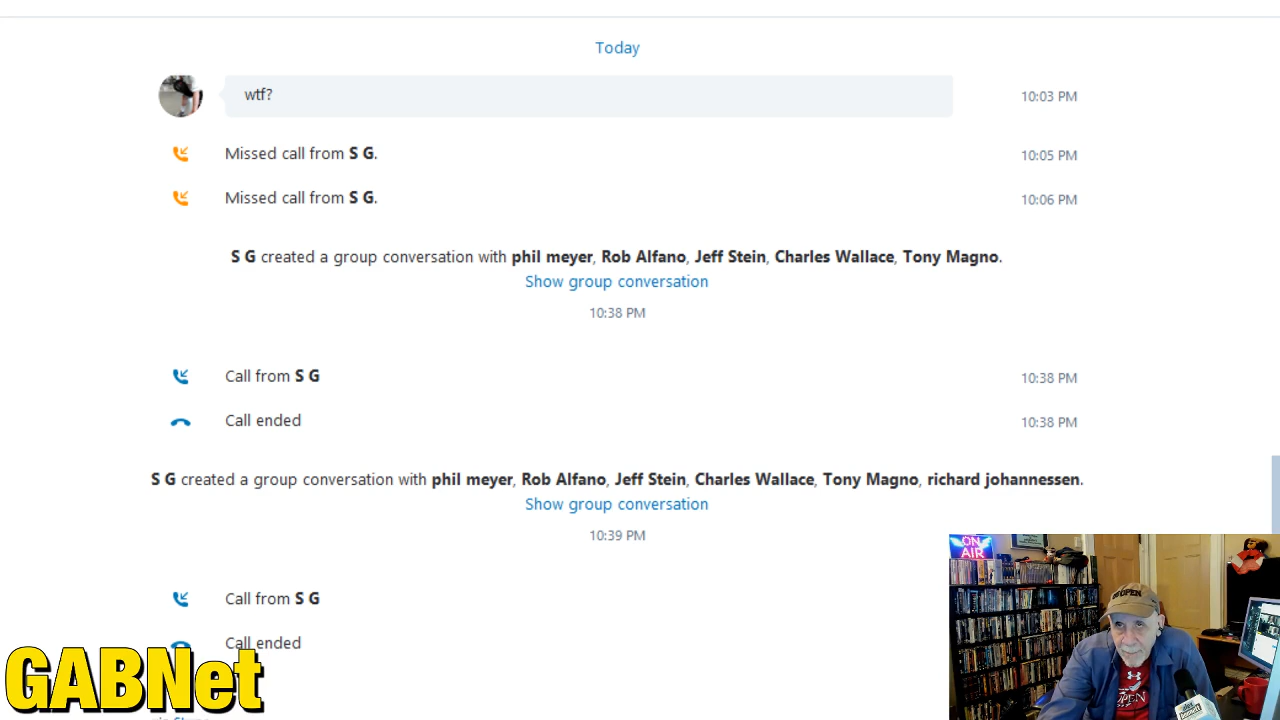 Today
wtf?
10:03 PM
Missed call from S G.
10:05 PM
Missed call from S G.
10:06 PM
S G created a group conversation with phil meyer, Rob Alfano, Jeff Stein, Charles Wallace, Tony Magno.
Show group conversation
10:38 PM
Call from S G
10:38 PM
Call ended
10:38 PM
S G created a group conversation with phil meyer, Rob Alfano, Jeff Stein, Charles Wallace, Tony Magno, richard johannessen.
Show group conversation
10:39 PM
Call from S G
Call ended
GABNet
ON
AIR